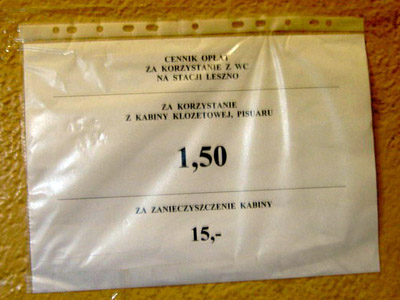 CENNIK OPŁAT
ZA KORZYSTANIE Z WC
NA STACJI LESZNO
ZA KORZYSTANIE
Z KABINY KLOZETOWEJ, PISUARU
1,50
ZA ZANIECZYSZCZENIE KABINY
15,-